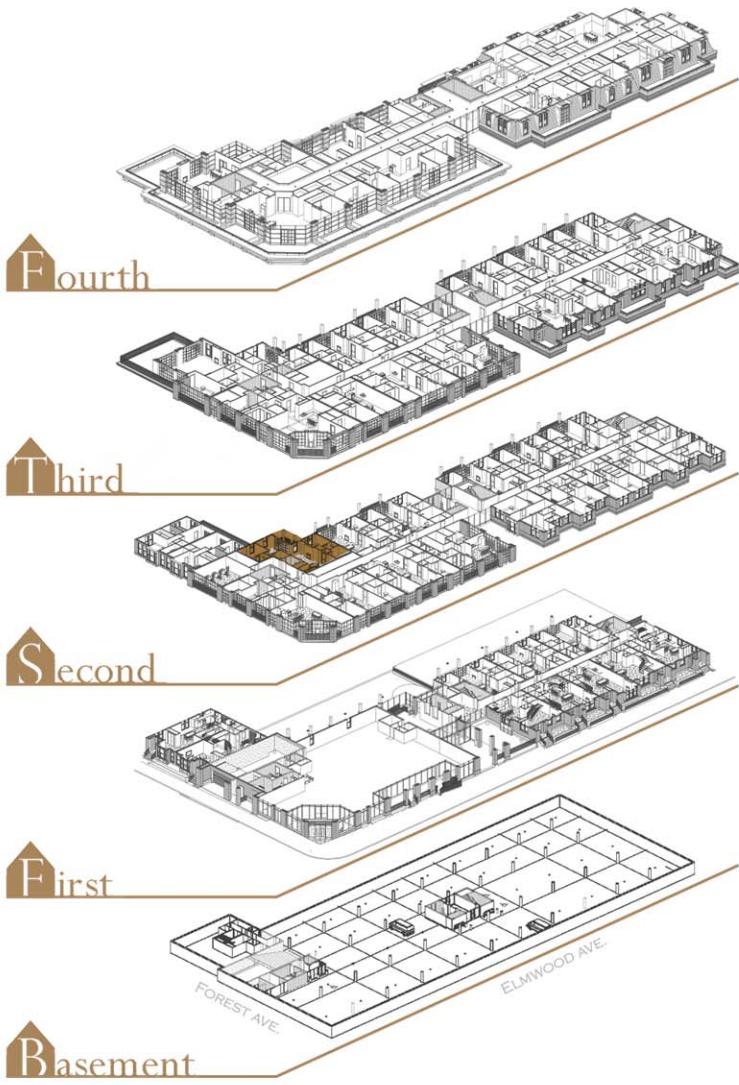 Fourth
Third
Second
First
FOREST AVE.
ELMWOOD AVE.
Basement